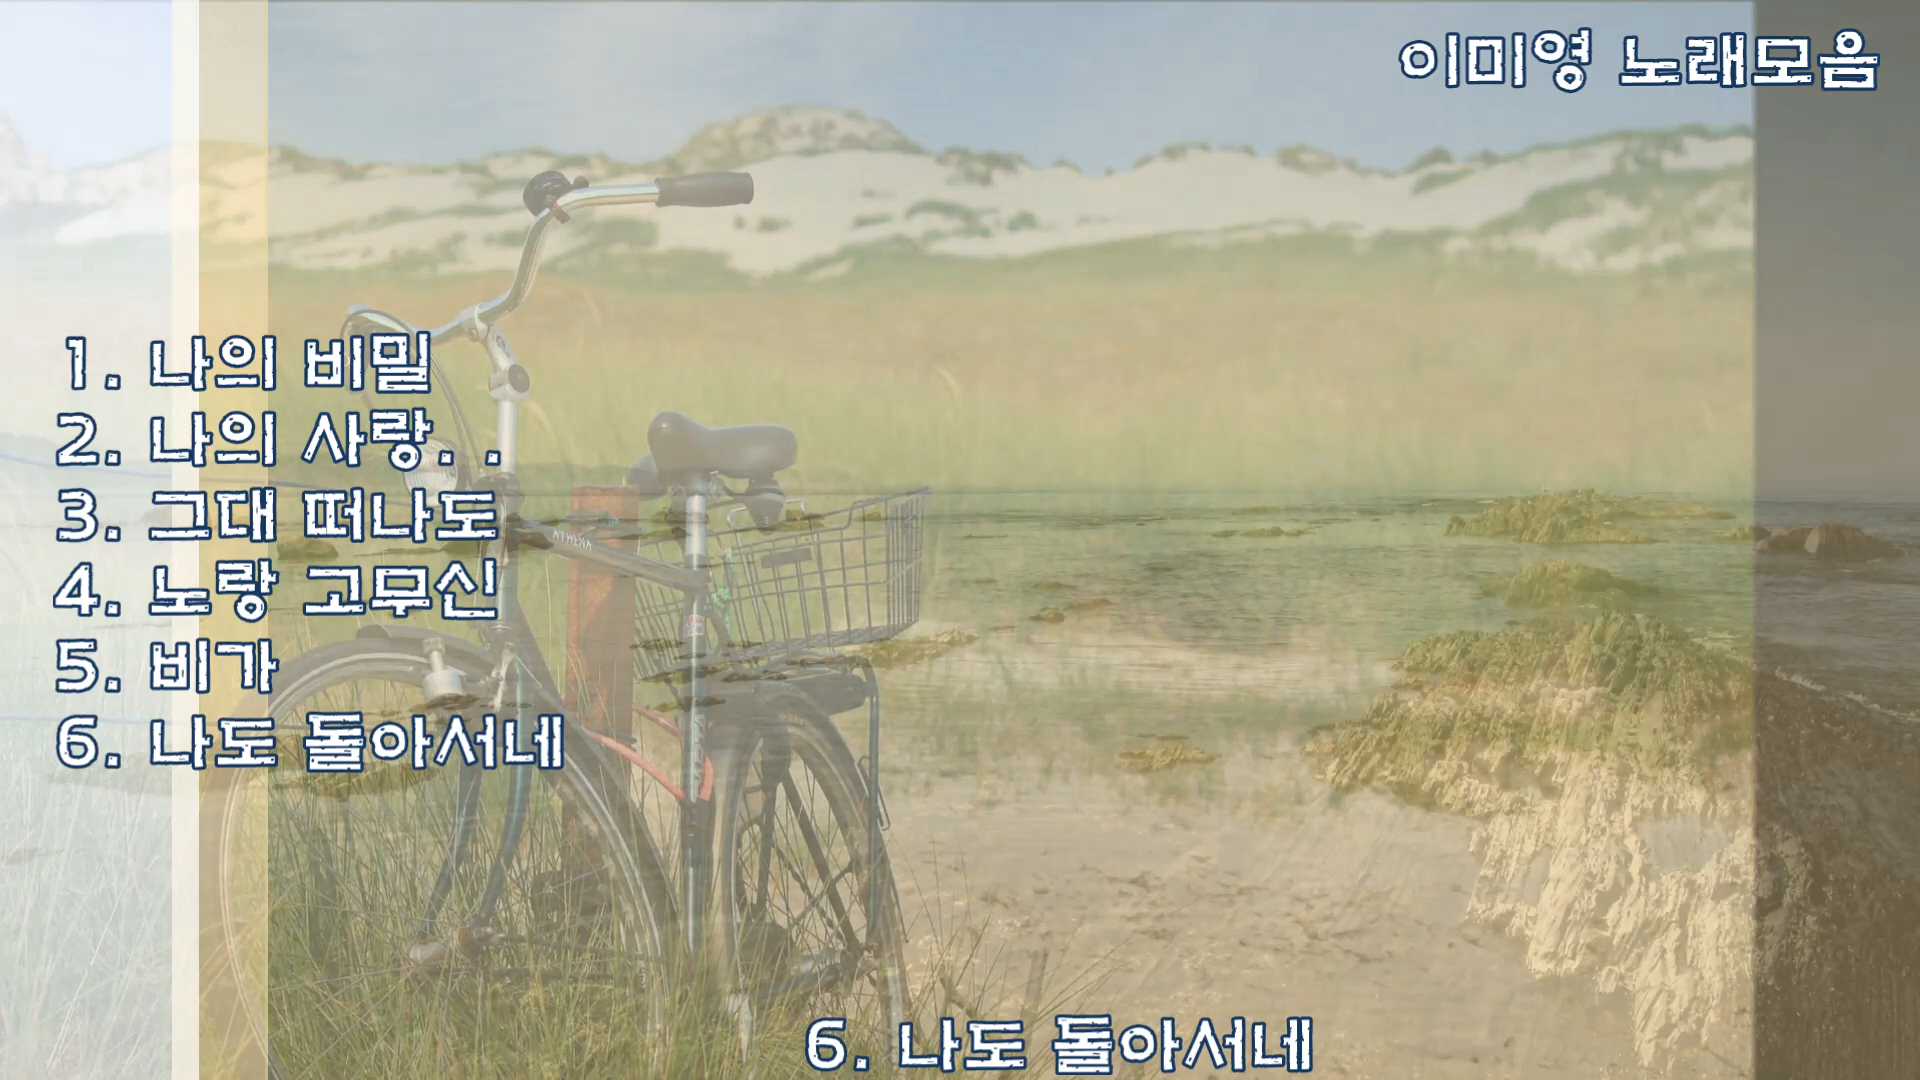 이미영 노래모음
1. 나의 비밀
2. 나의 사랑. .
3. 그대 떠나도
4. 노랑 고무신
5. 비가
6. 나도 돌아서네
ATHENA
6. 나도 돌아서네